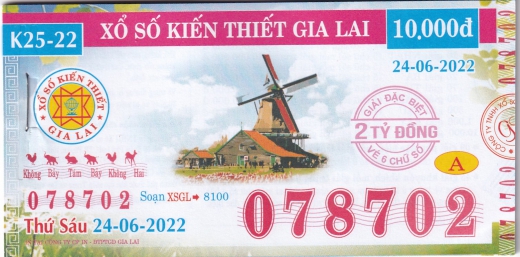 K25-22
XỔ SỐ KIẾN THIẾT GIA LAI
10,000đ
24-06-2022
XỔ SỐ KIẾN THIẾT
GIA LAI
GIẢI ĐẶC BIỆT
2 TỶ ĐỒNG
VÉ 6 CHỮ SỐ
A
Không Bảy Tám Bảy Không Hai
078702
Soạn XSGL 8100
078702
Thứ Sáu 24-06-2022